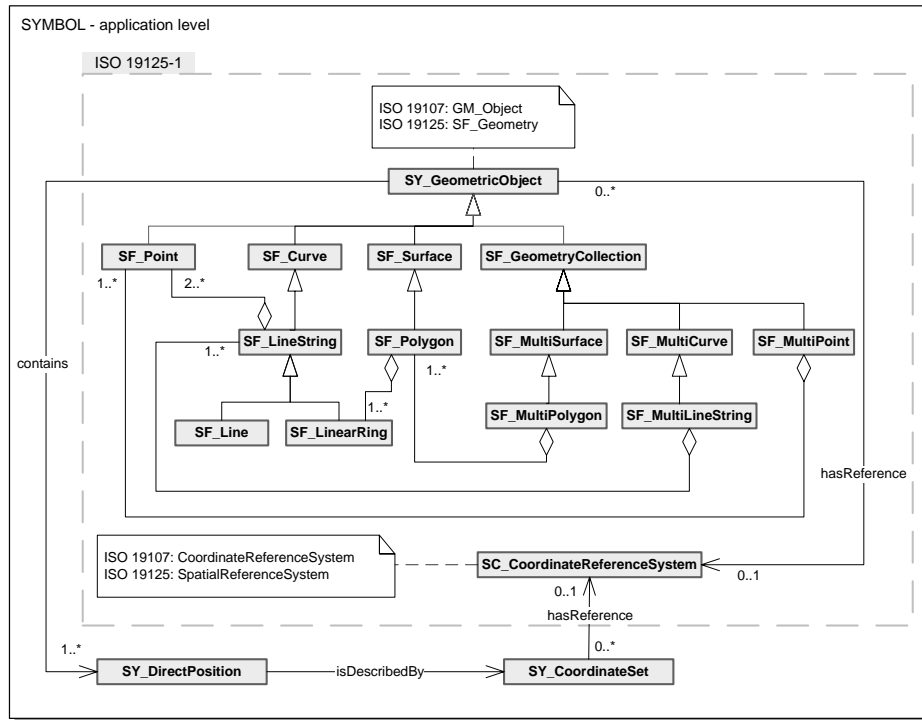 SYMBOL - application level
ISO 19125-1
ISO 19107: GM_Object
ISO 19125: SF_Geometry
SY_GeometricObject
0..*
SF_Point
SF_Curve
SF_Surface
SF_GeometryCollection
1..*
2..*
SF_LineString
SF_Polygon
SF_MultiSurface
SF_MultiCurve
SF_MultiPoint
1..*
1..*
contains
1..*
SF_MultiPolygon
SF_MultiLineString
SF_Line
SF_LinearRing
hasReference
ISO 19107: CoordinateReferenceSystem
ISO 19125: SpatialReferenceSystem
SC_CoordinateReferenceSystem
0..1
0..1
hasReference
0..*
1..*
SY_DirectPosition
isDescribedBy
SY_CoordinateSet